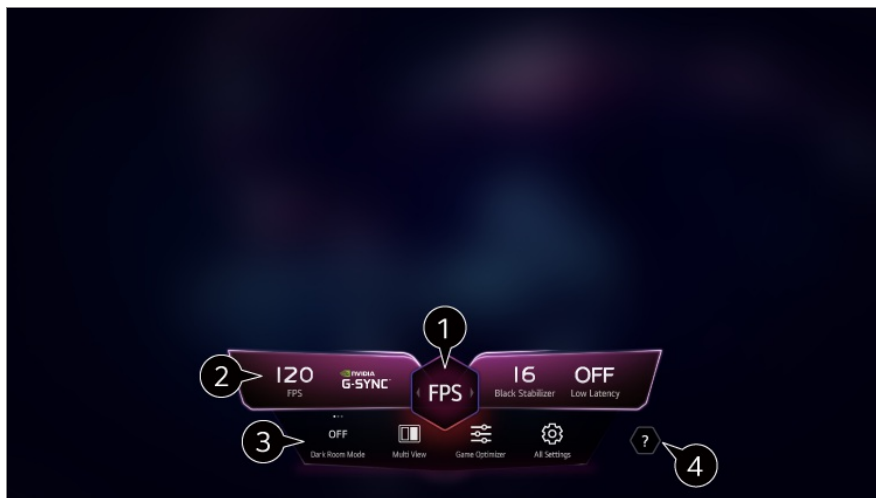 1
2
120
FPS
NVIDIA
G-SYNC
FPS
16
Black Stabilizer
OFF
Low Latency
3
OFF
Dark Room Mode
Multi View
Game Optimizer
All Settings
?
4